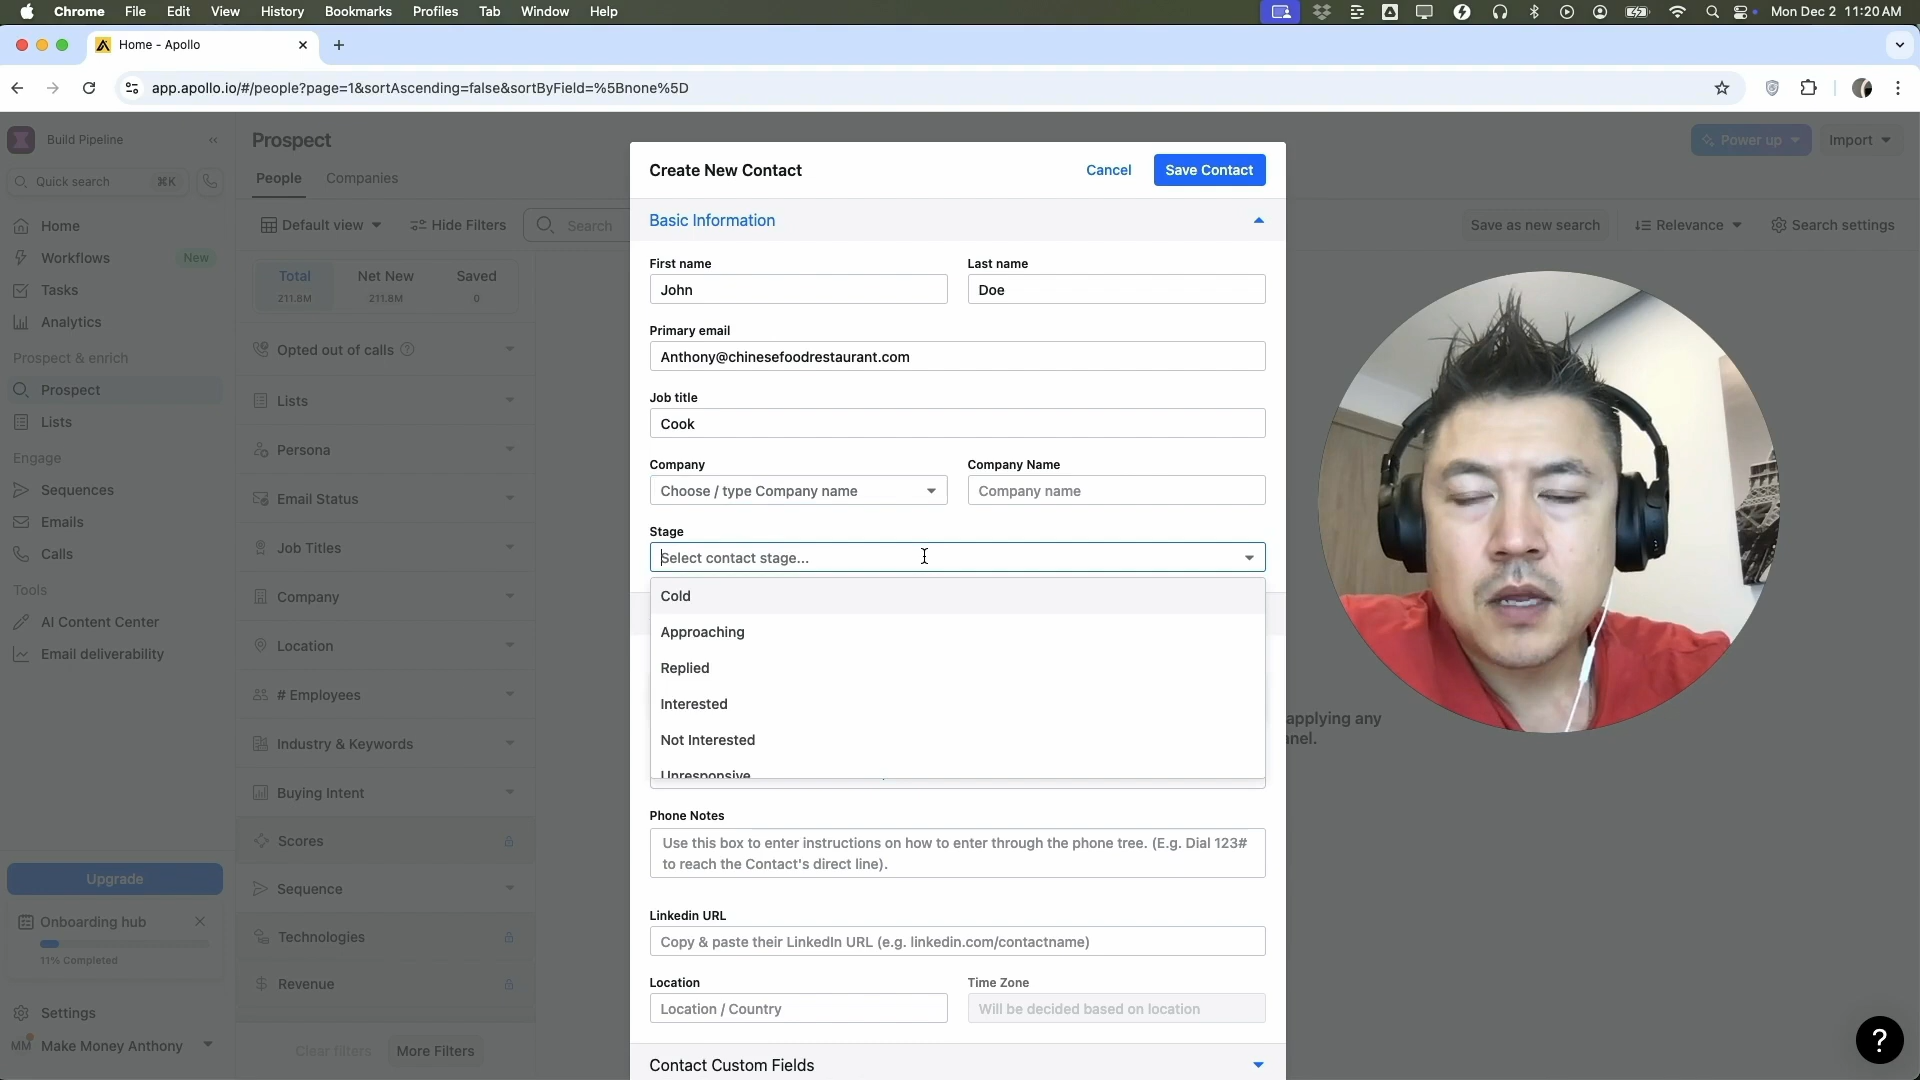 Chrome File Edit View History Bookmarks Profiles Tab Window Help Mon Dec 2 11:20 AM
Home - Apollo
app.apollo.io/#/people?page=1&sortAscending=false&sortByField=%5Bnone%5D
Build Pipeline
Quick search ⌘K
Home
Workflows New
Tasks
Analytics
Prospect & enrich
Prospect
Lists
Engage
Sequences
Emails
Calls
Tools
AI Content Center
Email deliverability
Upgrade
Onboarding hub
11% Completed
Settings
MM Make Money Anthony
Prospect
Power up Import
People Companies
Default view Hide Filters Search
Save as new search Relevance Search settings
Total Net New Saved
211.8M 211.8M 0
Opted out of calls ?
Lists
Persona
Email Status
Job Titles
Company
Location
# Employees
Industry & Keywords
Buying Intent
Scores
Sequence
Technologies
Revenue
Clear filters More Filters
Create New Contact Cancel Save Contact
Basic Information
First name Last name
John Doe
Primary email
Anthony@chinesefoodrestaurant.com
Job title
Cook
Company Company Name
Choose / type Company name Company name
Stage
Select contact stage...
Cold
Approaching
Replied
Interested
Not Interested
Unresponsive
Phone Notes
Use this box to enter instructions on how to enter through the phone tree. (E.g. Dial 123#
to reach the Contact's direct line).
Linkedin URL
Copy & paste their LinkedIn URL (e.g. linkedin.com/contactname)
Location Time Zone
Location / Country Will be decided based on location
Contact Custom Fields
applying any
?